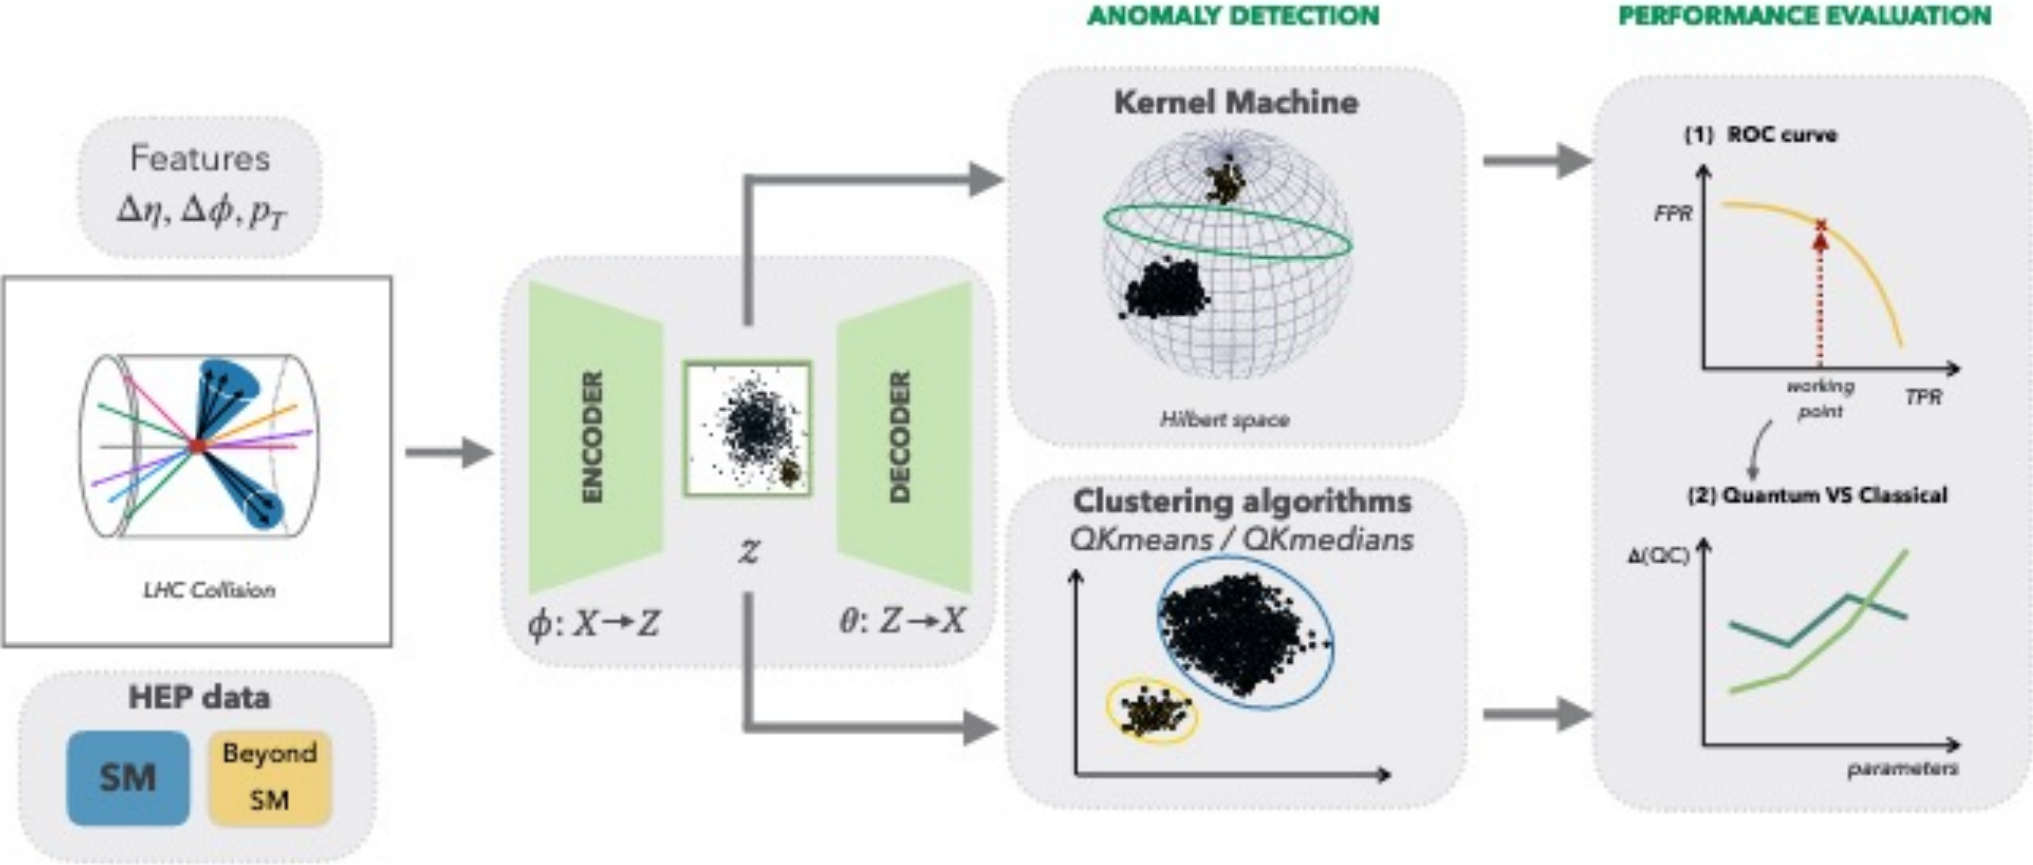 ANOMALY DETECTION
PERFORMANCE EVALUATION
Features
Δη, Δϕ, p_T
LHC Collision
HEP data
SM
Beyond
SM
ENCODER
DECODER
z
ϕ: X→Z
θ: Z→X
Kernel Machine
Hilbert space
Clustering algorithms
QKmeans / QKmedians
(1) ROC curve
FPR
working
point
TPR
(2) Quantum VS Classical
Δ(QC)
parameters